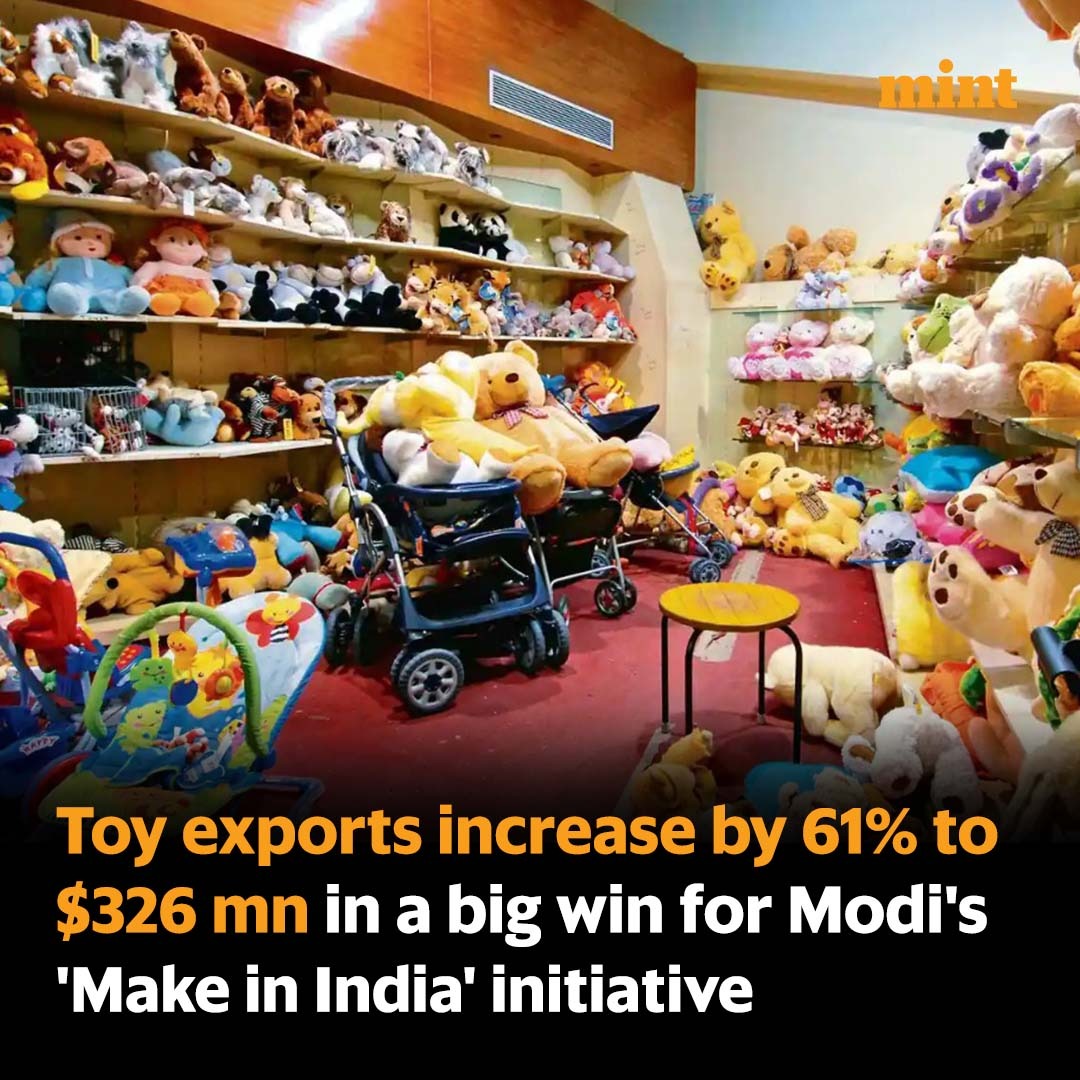 mint
Toy exports increase by 61% to
$326 mn in a big win for Modi's
'Make in India' initiative